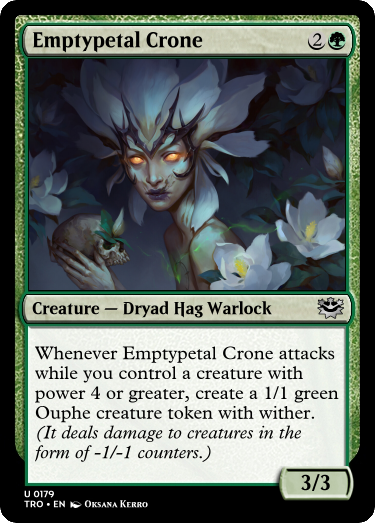 Emptypetal Crone 2
Creature — Dryad Hag Warlock
Whenever Emptypetal Crone attacks
while you control a creature with
power 4 or greater, create a 1/1 green
Ouphe creature token with wither.
(It deals damage to creatures in the
form of -1/-1 counters.)
3/3
U 0179
TRO • EN Oksana Kerro